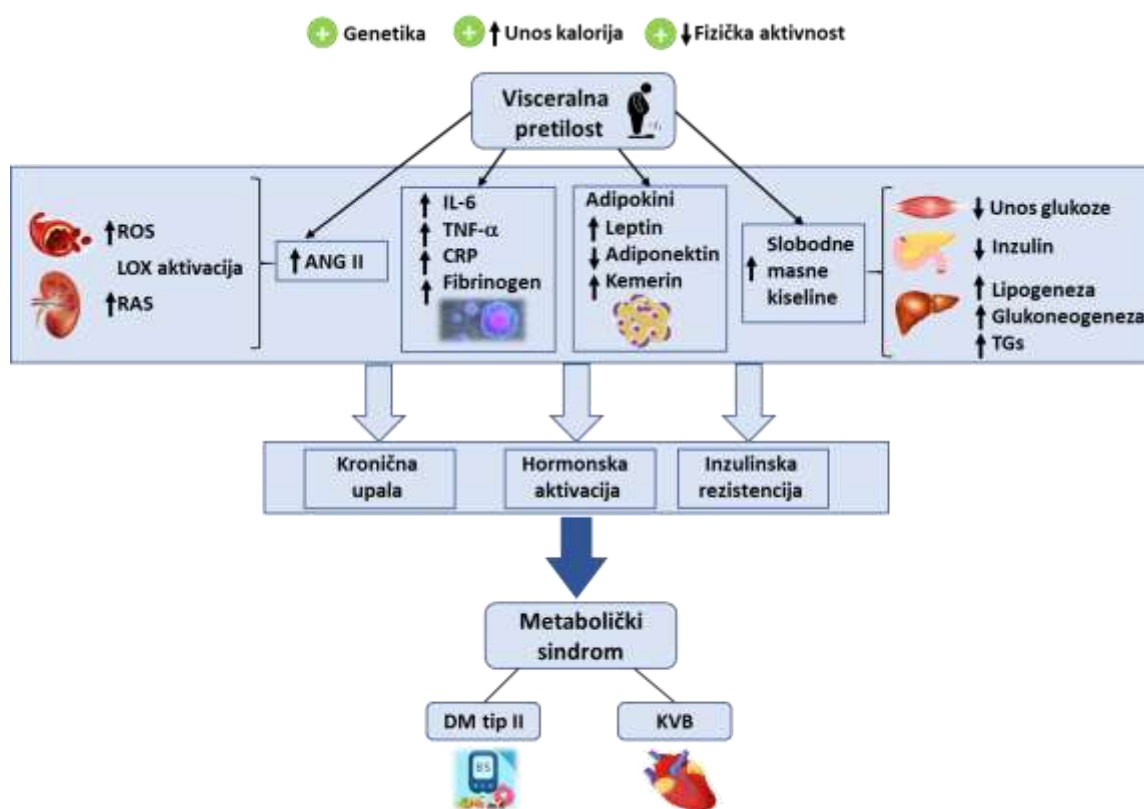 Genetika
↑ Unos kalorija
↓ Fizička aktivnost
Visceralna
pretilost
↑ ROS
LOX aktivacija
↑ RAS
↑ ANG II
↑ IL-6
↑ TNF-α
↑ CRP
↑ Fibrinogen
Adipokini
↑ Leptin
↓ Adiponektin
↑ Kemerin
↑ Slobodne
masne
kiseline
↓ Unos glukoze
↓ Inzulin
↑ Lipogeneza
↑ Glukoneogeneza
↑ TGs
Kronična
upala
Hormonska
aktivacija
Inzulinska
rezistencija
Metabolički
sindrom
DM tip II
KVB